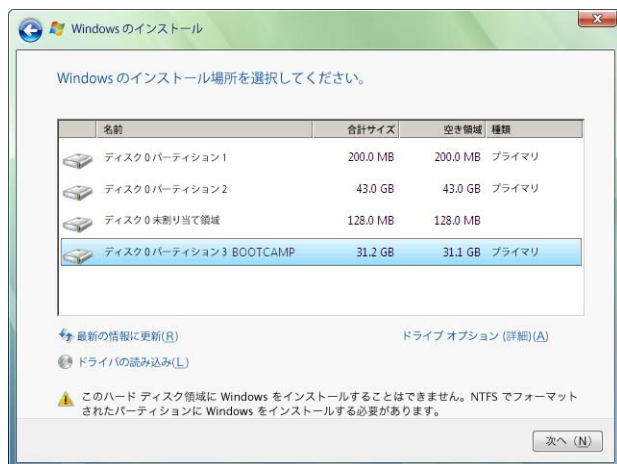 Windows のインストール
Windows のインストール場所を選択してください。
名前 合計サイズ 空き領域 種類
ディスク 0 パーティション 1 200.0 MB 200.0 MB プライマリ
ディスク 0 パーティション 2 43.0 GB 43.0 GB プライマリ
ディスク 0 未割り当て領域 128.0 MB 128.0 MB
ディスク 0 パーティション 3 BOOTCAMP 31.2 GB 31.1 GB プライマリ
最新の情報に更新(R) ドライブ オプション (詳細)(A)
ドライバの読み込み(L)
このハード ディスク領域に Windows をインストールすることはできません。NTFS でフォーマット
されたパーティションに Windows をインストールする必要があります。
次へ (N)